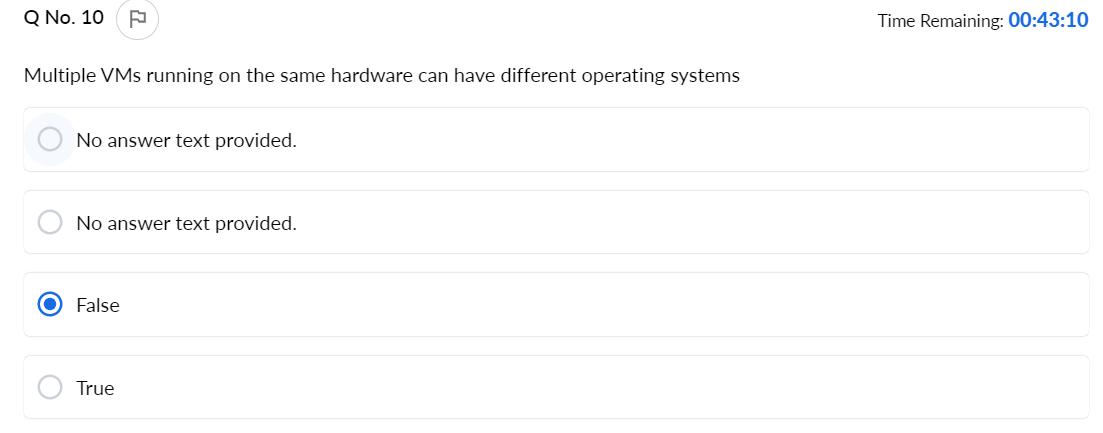 Q No. 10
Time Remaining: 00:43:10
Multiple VMs running on the same hardware can have different operating systems
No answer text provided.
No answer text provided.
False
True